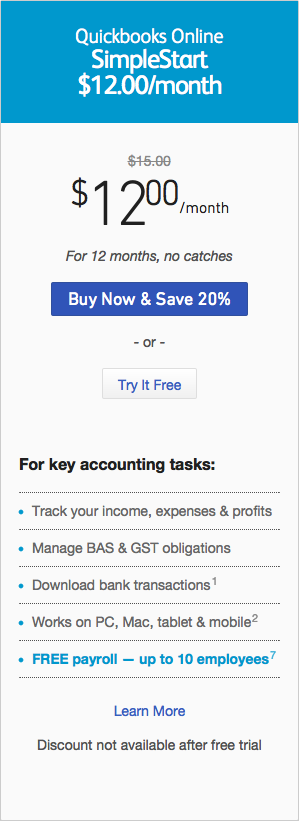 Quickbooks Online
SimpleStart
$12.00/month
$15.00
$1200/month
For 12 months, no catches
Buy Now & Save 20%
- or -
Try It Free
For key accounting tasks:
• Track your income, expenses & profits
• Manage BAS & GST obligations
• Download bank transactions1
• Works on PC, Mac, tablet & mobile2
• FREE payroll — up to 10 employees7
Learn More
Discount not available after free trial